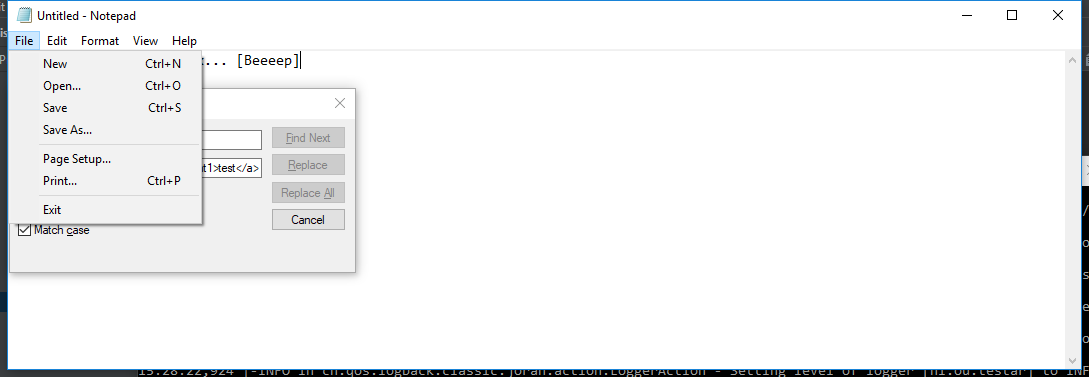 Untitled - Notepad
File Edit Format View Help
... [Beeeep]
New Ctrl+N
Open... Ctrl+O
Save Ctrl+S
Save As...
Page Setup...
Print... Ctrl+P
Exit
Find Next
Replace
>test</a>
Replace All
Cancel
Match case
15:28:22,924 |-INFO in ch.qos.logback.classic.joran.action.LoggerAction - Setting level of logger [nl.ou.testar] to INF